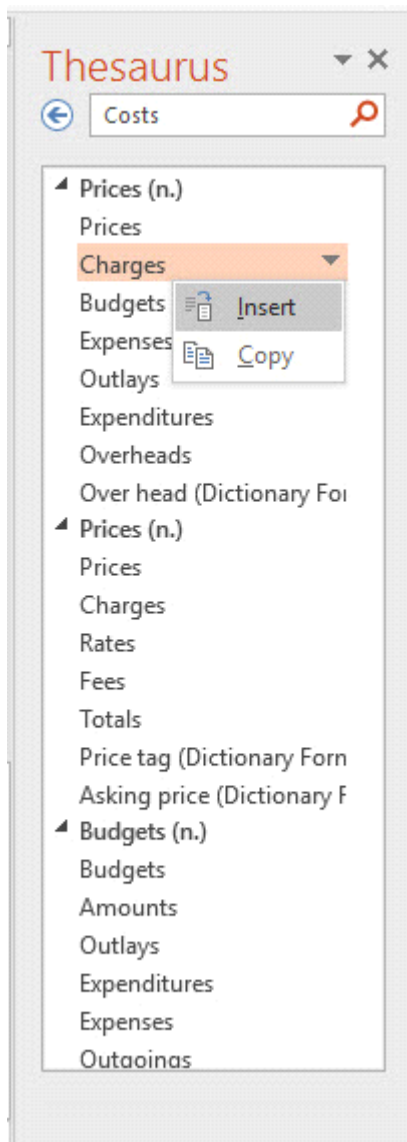 Thesaurus
Costs
Prices (n.)
Prices
Charges
Budgets
Insert
Expenses
Copy
Outlays
Expenditures
Overheads
Over head (Dictionary For
Prices (n.)
Prices
Charges
Rates
Fees
Totals
Price tag (Dictionary Forn
Asking price (Dictionary F
Budgets (n.)
Budgets
Amounts
Outlays
Expenditures
Expenses
Outgoings